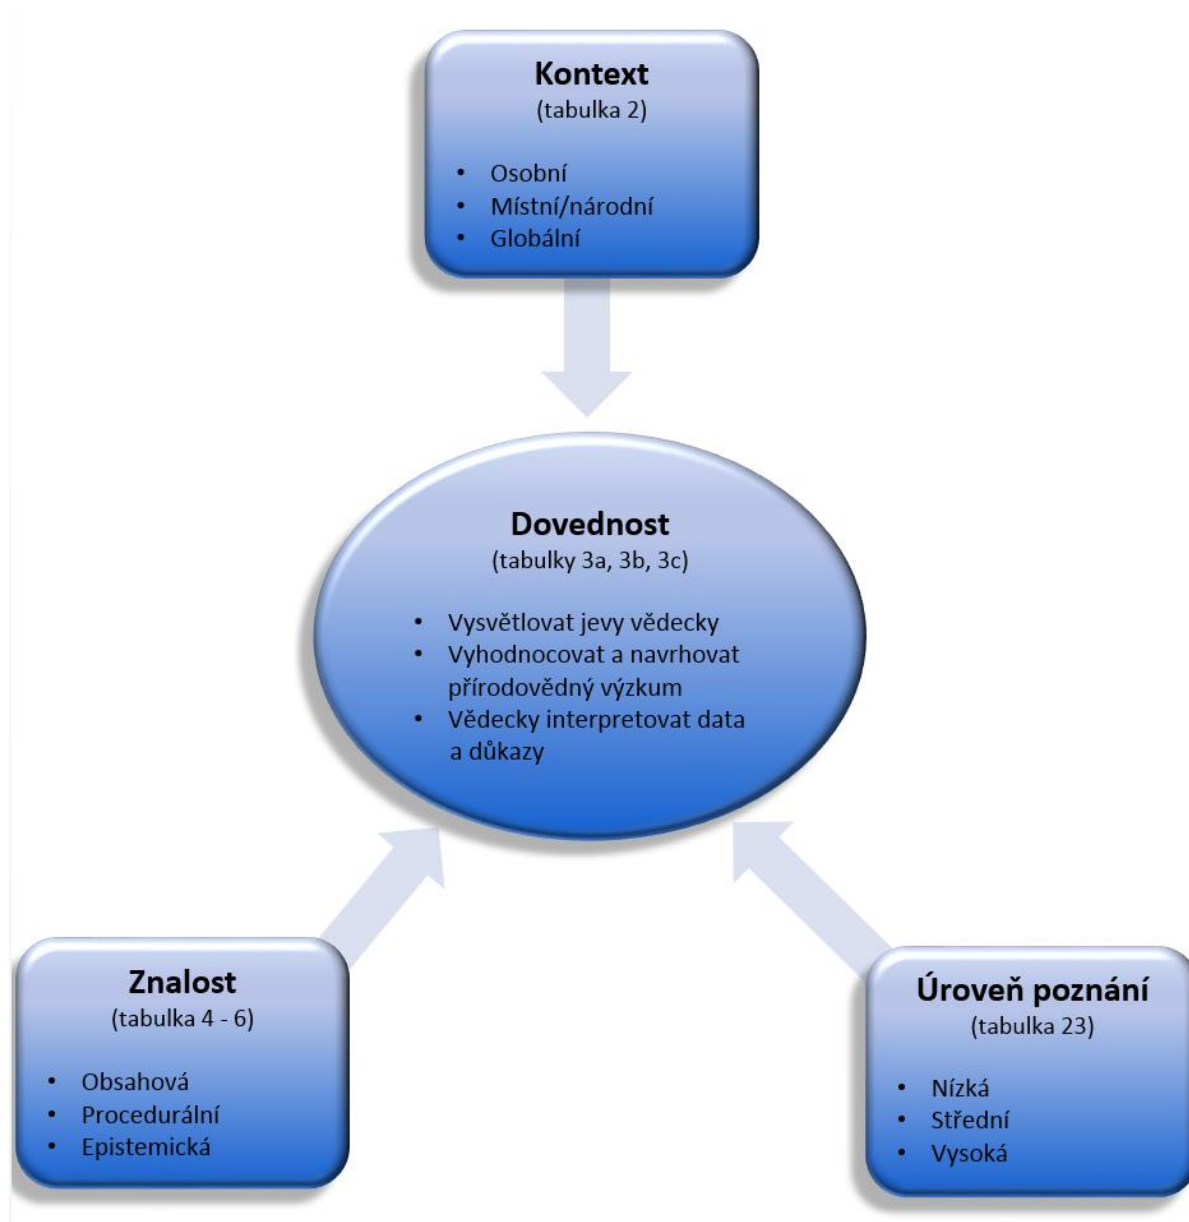 Kontext
(tabulka 2)
• Osobní
• Místní/národní
• Globální
Dovednost
(tabulky 3a, 3b, 3c)
• Vysvětlovat jevy vědecky
• Vyhodnocovat a navrhovat
přírodovědný výzkum
• Vědecky interpretovat data
a důkazy
Znalost
(tabulka 4 - 6)
• Obsahová
• Procedurální
• Epistemická
Úroveň poznání
(tabulka 23)
• Nízká
• Střední
• Vysoká